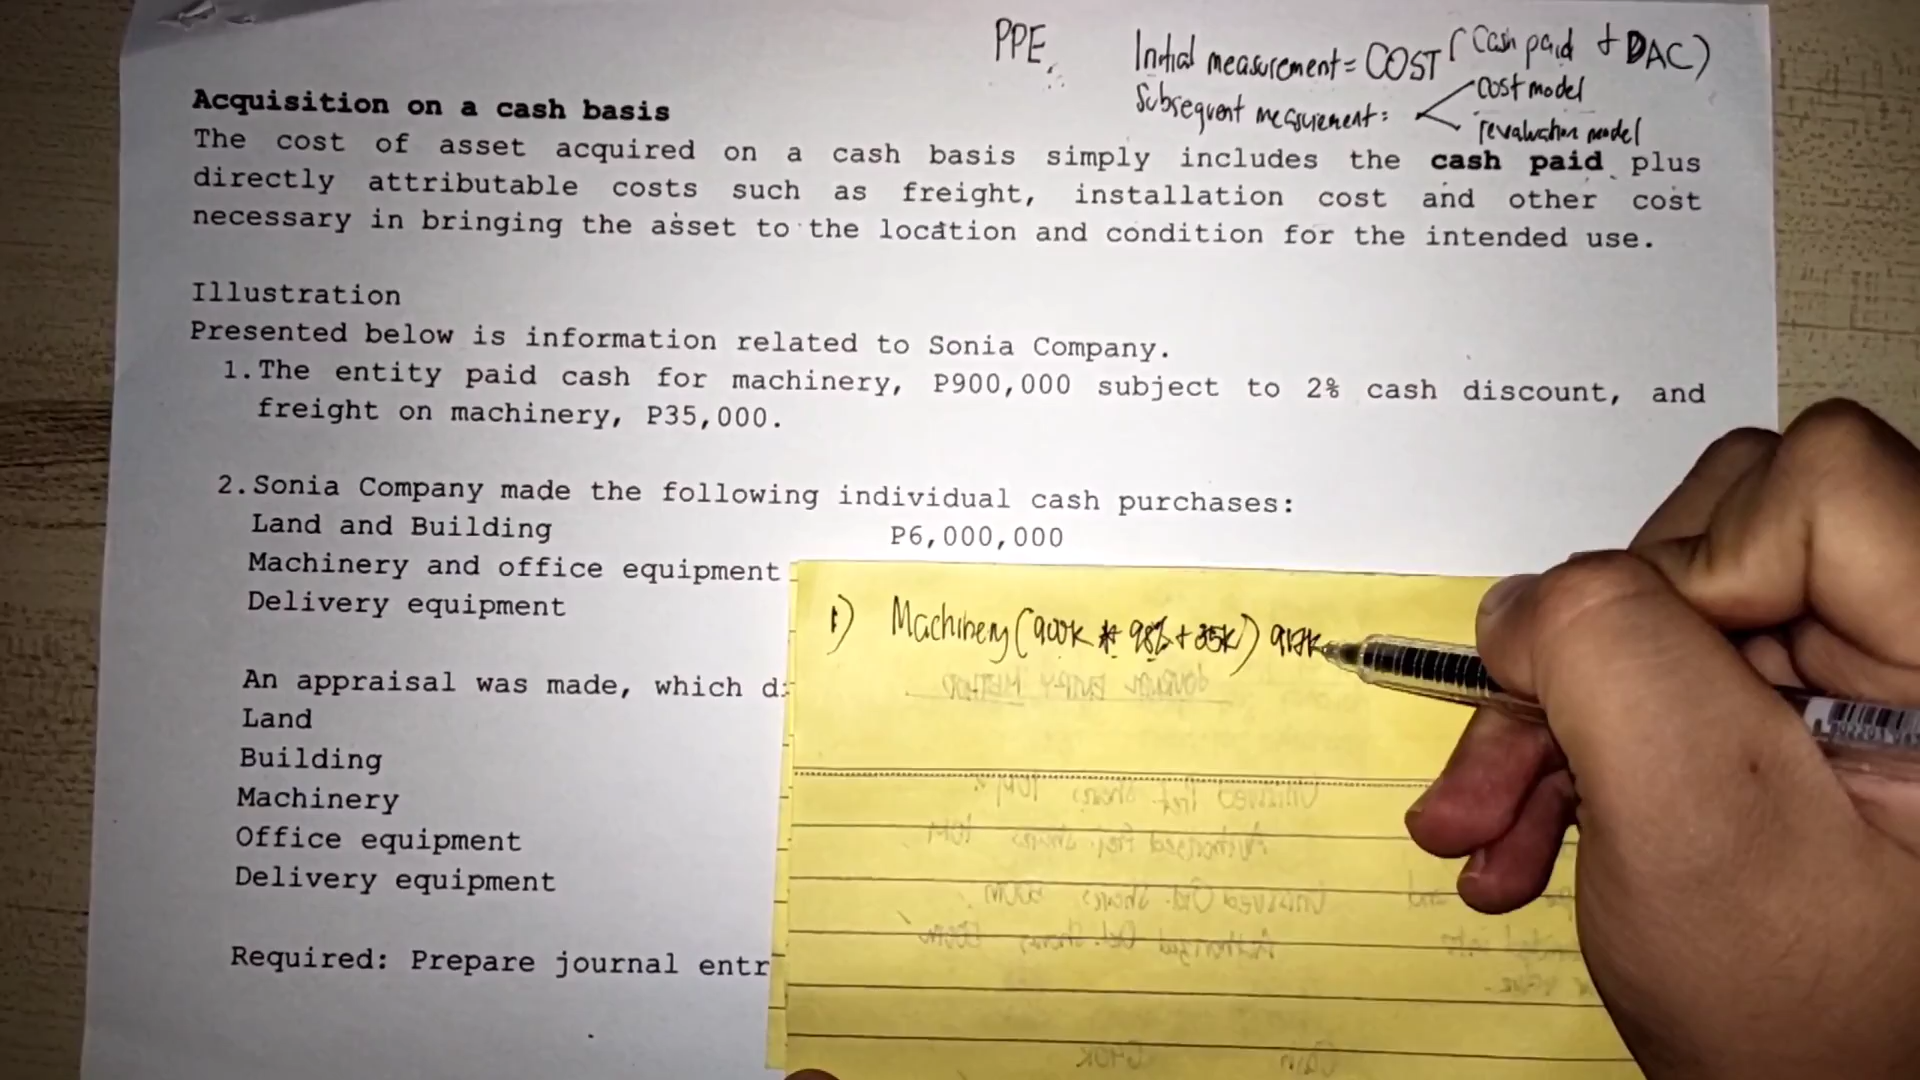 PPE
Initial measurement = COST (Cash paid + DAC)
Subsequent measurement:
cost model
revaluation model
Acquisition on a cash basis
The cost of asset acquired on a cash basis simply includes the cash paid plus
directly attributable costs such as freight, installation cost and other cost
necessary in bringing the asset to the location and condition for the intended use.
Illustration
Presented below is information related to Sonia Company.
1. The entity paid cash for machinery, P900,000 subject to 2% cash discount, and
freight on machinery, P35,000.
2. Sonia Company made the following individual cash purchases:
Land and Building P6,000,000
Machinery and office equipment
Delivery equipment
1) Machinery (900k * 98% + 35k) 917k
An appraisal was made, which
Land
Building
Machinery
Office equipment
Delivery equipment
Required: Prepare journal entr